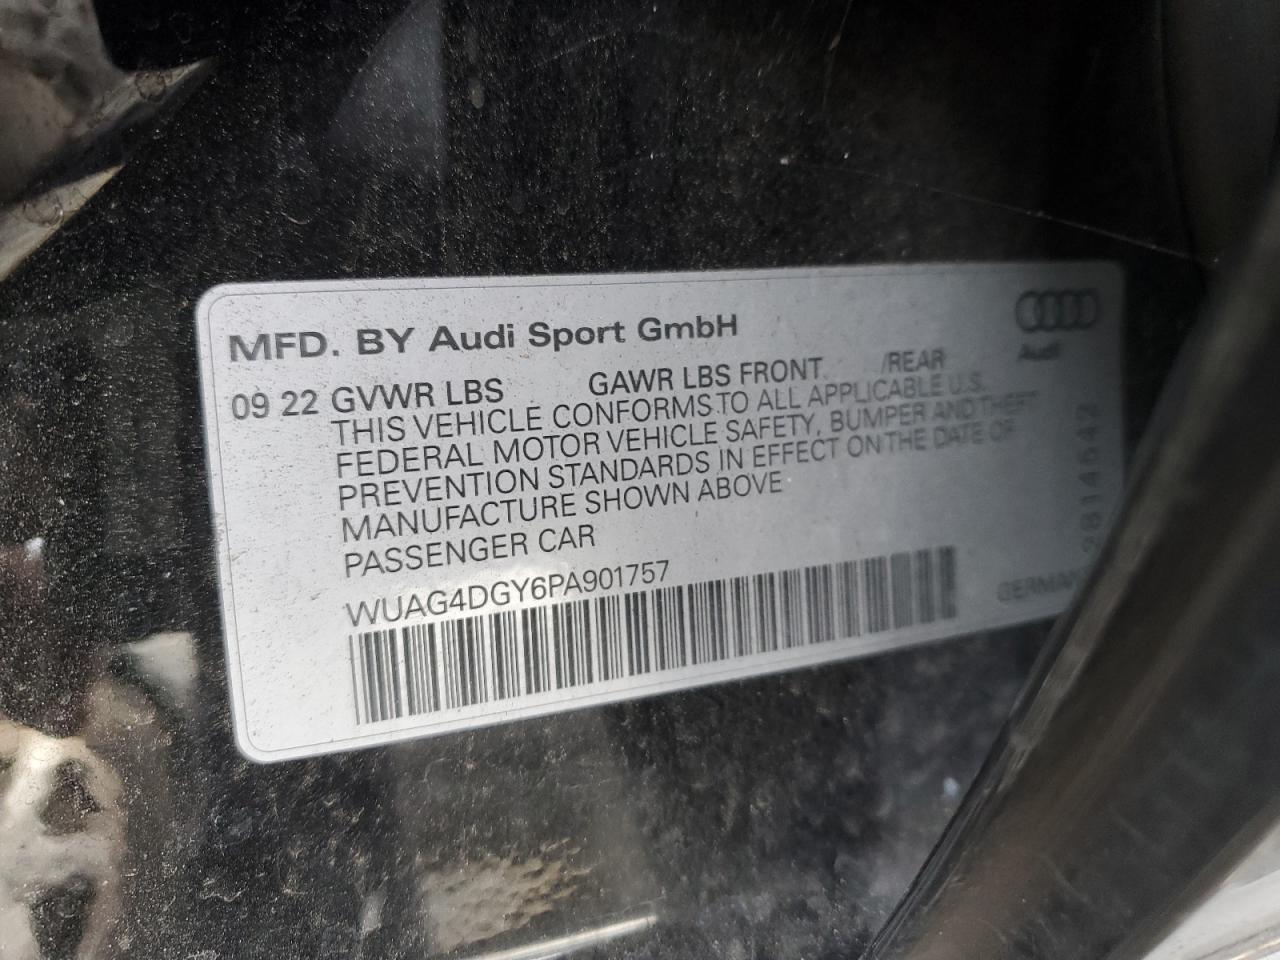 MFD. BY Audi Sport GmbH
Audi
09 22 GVWR LBS GAWR LBS FRONT /REAR
THIS VEHICLE CONFORMS TO ALL APPLICABLE U.S.
FEDERAL MOTOR VEHICLE SAFETY, BUMPER AND THEFT
PREVENTION STANDARDS IN EFFECT ON THE DATE OF
MANUFACTURE SHOWN ABOVE
PASSENGER CAR
WUAG4DGY6PA901757